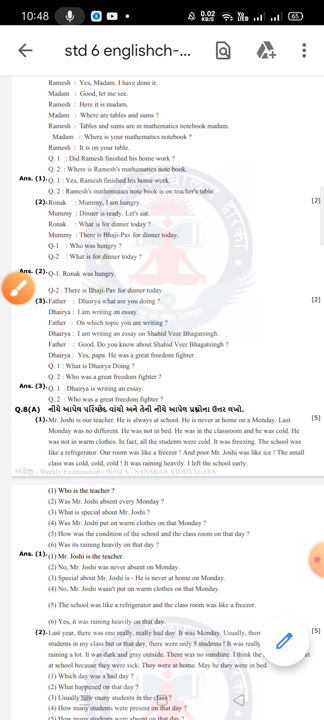 10:48
0.02 KB/S
65
std 6 englishch-...
Ramesh : Yes, Madam. I have done it.
Madam : Good, let me see.
Ramesh : Here it is madam.
Madam : Where are tables and sums ?
Ramesh : Tables and sums are in mathematics notebook madam.
Madam : Where is your mathematics notebook ?
Ramesh : It is on your table.
Q. 1 : Did Ramesh finished his home work ?
Q. 2 : Where is Ramesh's mathematics note book.
Ans. (1). Q. 1 : Yes, Ramesh finished his home work
Q. 2 : Ramesh's mathematics note book is on teacher's table.
(2). Ronak : Mummy, I am hungry. [2]
Mummy : Dinner is ready. Let's eat.
Ronak : What is for dinner today ?
Mummy : There is Bhaji-Pav for dinner today.
Q-1 : Who was hungry ?
Q-2 : What is for dinner today ?
Ans. (2). Q-1. Ronak was hungry.
Q-2 . There is Bhaji-Pav for dinner today.
(3). Father : Dhairya what are you doing ? [2]
Dhairya : I am writing an essay.
Father : On which topic you are writing ?
Dhairya : I am writing an essay on Shahid Veer Bhagatsingh.
Father : Good. Do you know about Shahid Veer Bhagatsingh ?
Dhairya : Yes, papa. He was a great freedom fighter.
Q. 1 : What is Dhairya Doing ?
Q. 2 : Who was a great freedom fighter ?
Ans. (3). Q. 1 : Dhairya is writing an essay.
Q. 2 : Who was a great freedom fighter ?
Q.8(A) નીચે આપેલ પરિચ્છેદ વાંચો અને તેની નીચે આપેલ પ્રશ્નોના ઉત્તર લખો.
(1). Mr. Joshi is our teacher. He is always at school. He is never at home on a Monday. Last [5]
Monday was no different. He was not in bed. He was in the classroom and he was cold. He
was not in warm clothes. In fact, all the students were cold. It was freezing. The school was
like a refrigerator. Our room was like a freezer ! And poor Mr. Joshi was like ice ! The small
class was cold, cold, cold ! It was raining heavily. I left the school early.
અંગ્રેજી - Weekly Examination - SANSKAR VIDHYALAYA
(1) Who is the teacher ?
(2) Was Mr. Joshi absent every Monday ?
(3) What is special about Mr. Joshi ?
(4) Was Mr. Joshi put on warm clothes on that Monday ?
(5) How was the condition of the school and the class room on that day ?
(6) Was its raining heavily on that day ?
Ans. (1). (1) Mr. Joshi is the teacher.
(2) No, Mr. Joshi was never absent on Monday.
(3) Special about Mr. Joshi is - He is never at home on Monday.
(4) No, Mr. Joshi wasn't put on warm clothes on that Monday.
(5) The school was like a refrigerator and the class room was like a freezer.
(6) Yes, it was raining heavily on that day.
(2). Last year, there was one really, really bad day. It was Monday. Usually, ther [5]
students in my class but or that day, there were only 5 students ! It was really
raining a lot. It was dark and gray outside. There was no sunshine. I think the
at school because they were sick. They were at home. May be they were in bed.
(1) Which day was a bad day ?
(2) What happened on that day ?
(3) Usually how many students in the class ?
(4) How many students were present on that day ?
(5) How many students were absent on that day ?